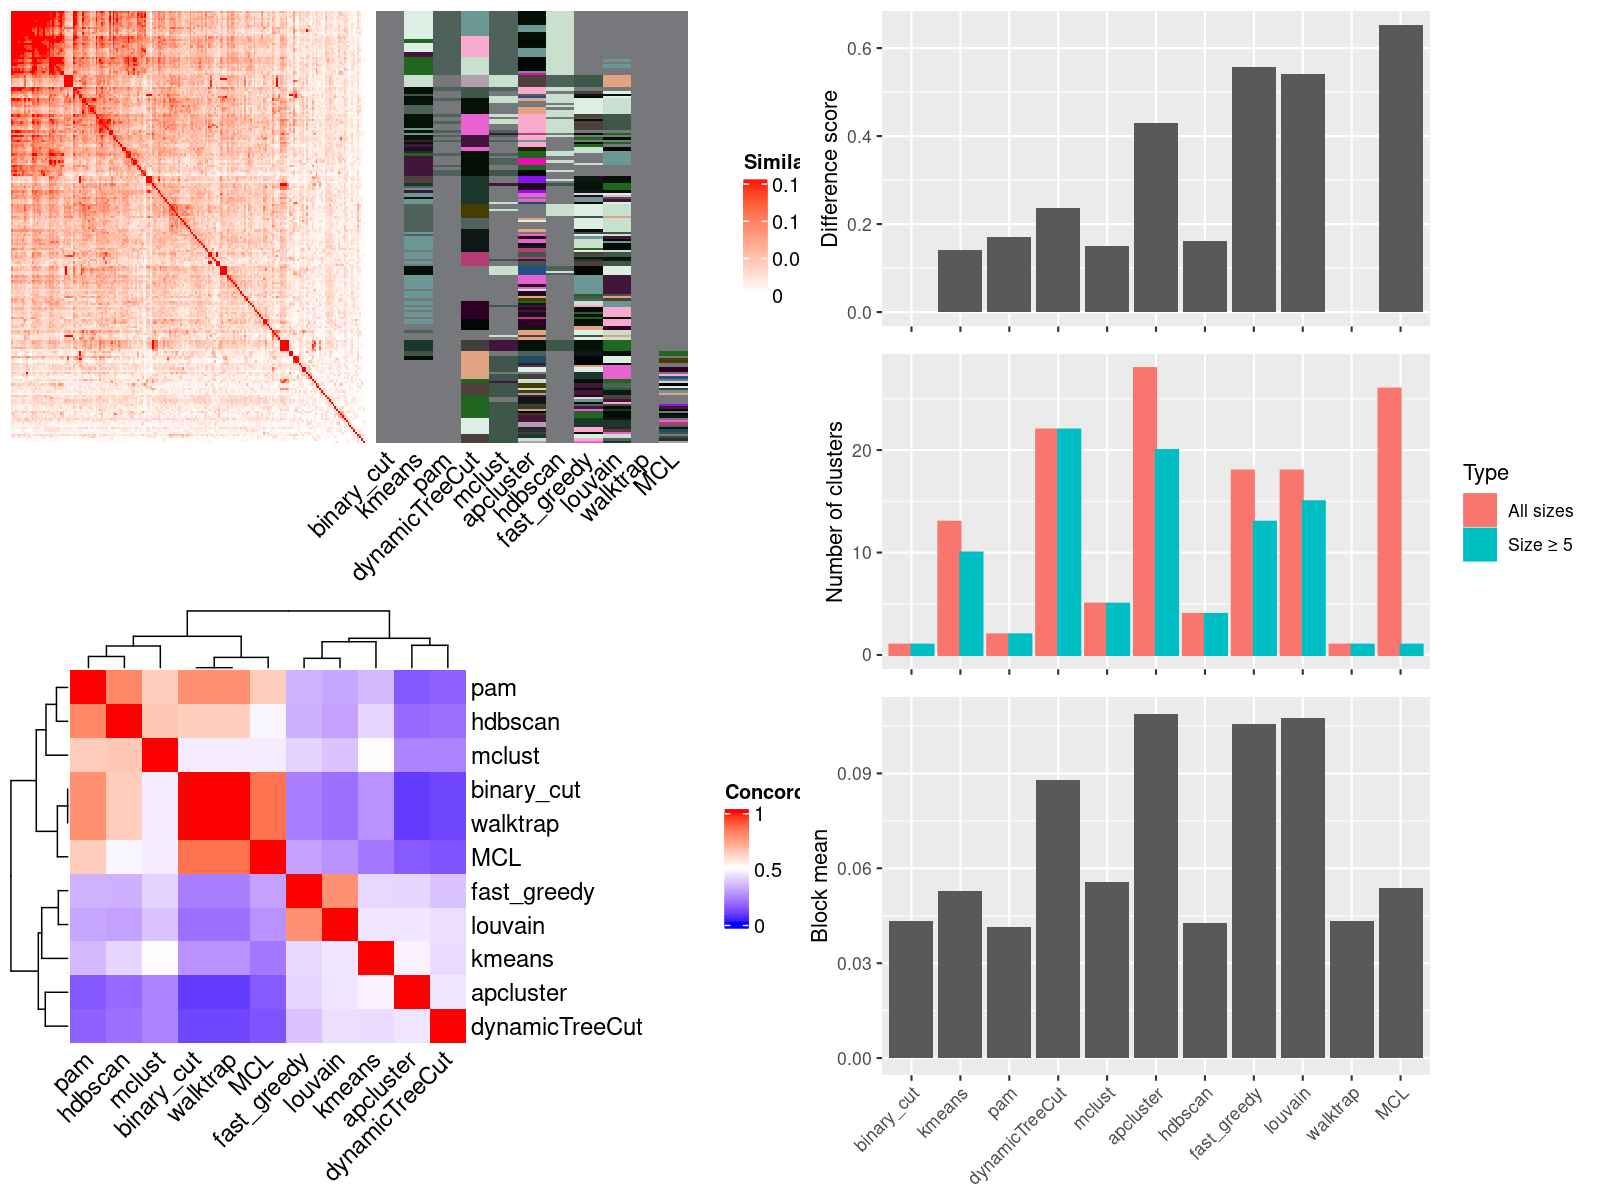 Simila
0.1
0.1
0.0
0
binary_cut
kmeans
pam
dynamicTreeCut
mclust
apcluster
hdbscan
fast_greedy
louvain
walktrap
MCL
Difference score
0.6
0.4
0.2
0.0
Number of clusters
20
10
0
Type
All sizes
Size ≥ 5
pam
hdbscan
mclust
binary_cut
walktrap
MCL
fast_greedy
louvain
kmeans
apcluster
dynamicTreeCut
pam
hdbscan
mclust
binary_cut
walktrap
MCL
fast_greedy
louvain
kmeans
apcluster
dynamicTreeCut
Concord
1
0.5
0
Block mean
0.09
0.06
0.03
0.00
binary_cut
kmeans
pam
dynamicTreeCut
mclust
apcluster
hdbscan
fast_greedy
louvain
walktrap
MCL